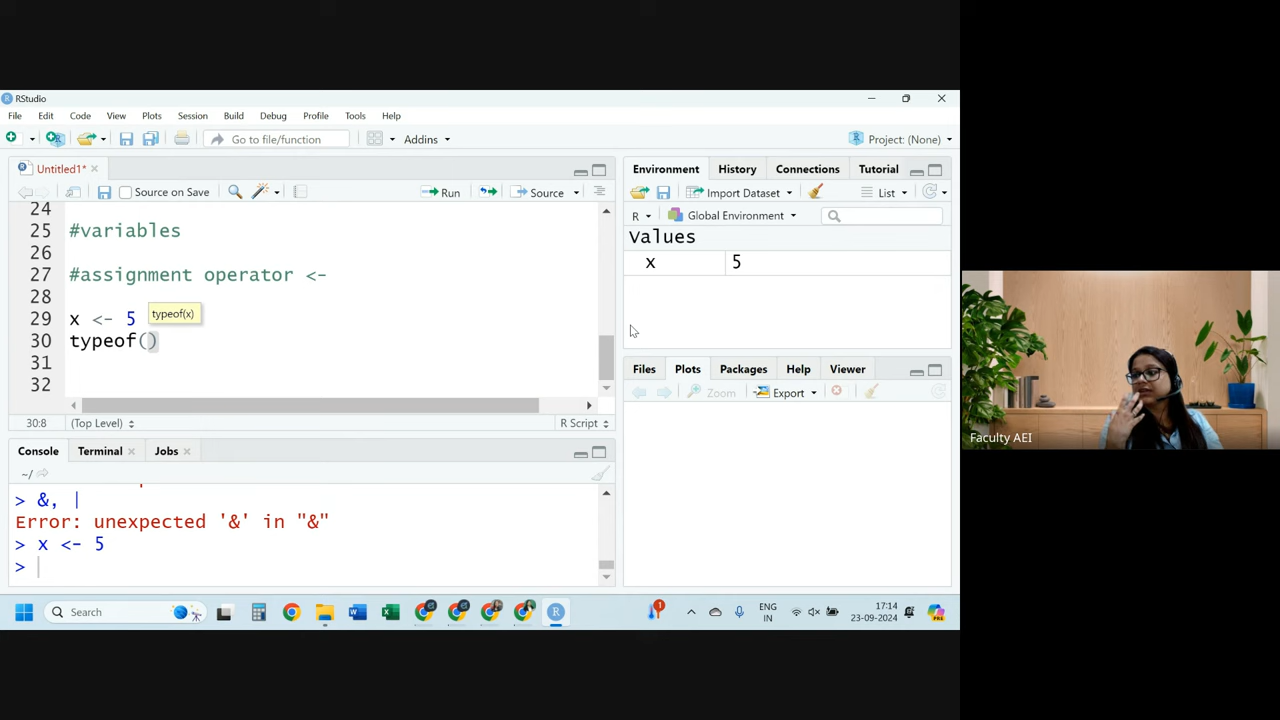 RStudio
File Edit Code View Plots Session Build Debug Profile Tools Help
Go to file/function
Addins
Project: (None)
Untitled1*
Source on Save
Run
Source
24
25 #variables
26
27 #assignment operator <-
28
29 x <- 5
typeof(x)
30 typeof()
31
32
30:8
(Top Level)
R Script
Console Terminal Jobs
~/
> &, |
Error: unexpected '&' in "&"
> x <- 5
>
Environment History Connections Tutorial
Import Dataset
List
R
Global Environment
Values
x 5
Files Plots Packages Help Viewer
Zoom
Export
Faculty AEI
Search
1
ENG
IN
17:14
23-09-2024